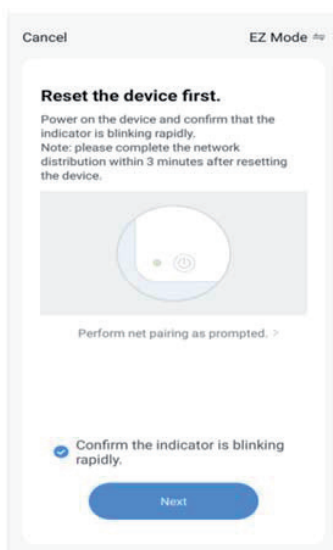 Cancel
EZ Mode ⇋
Reset the device first.
Power on the device and confirm that the
indicator is blinking rapidly.
Note: please complete the network
distribution within 3 minutes after resetting
the device.
Perform net pairing as prompted. >
Confirm the indicator is blinking
rapidly.
Next